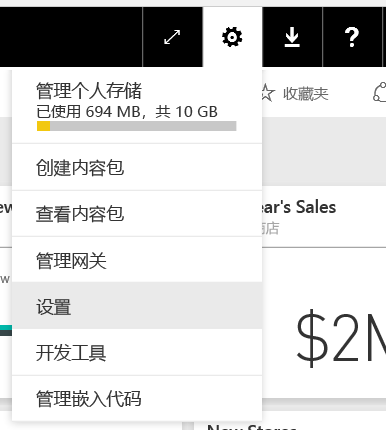 管理个人存储
已使用 694 MB，共 10 GB
收藏夹
创建内容包
查看内容包
ear's Sales
管理网关
设置
$2M
开发工具
管理嵌入代码
New Stores